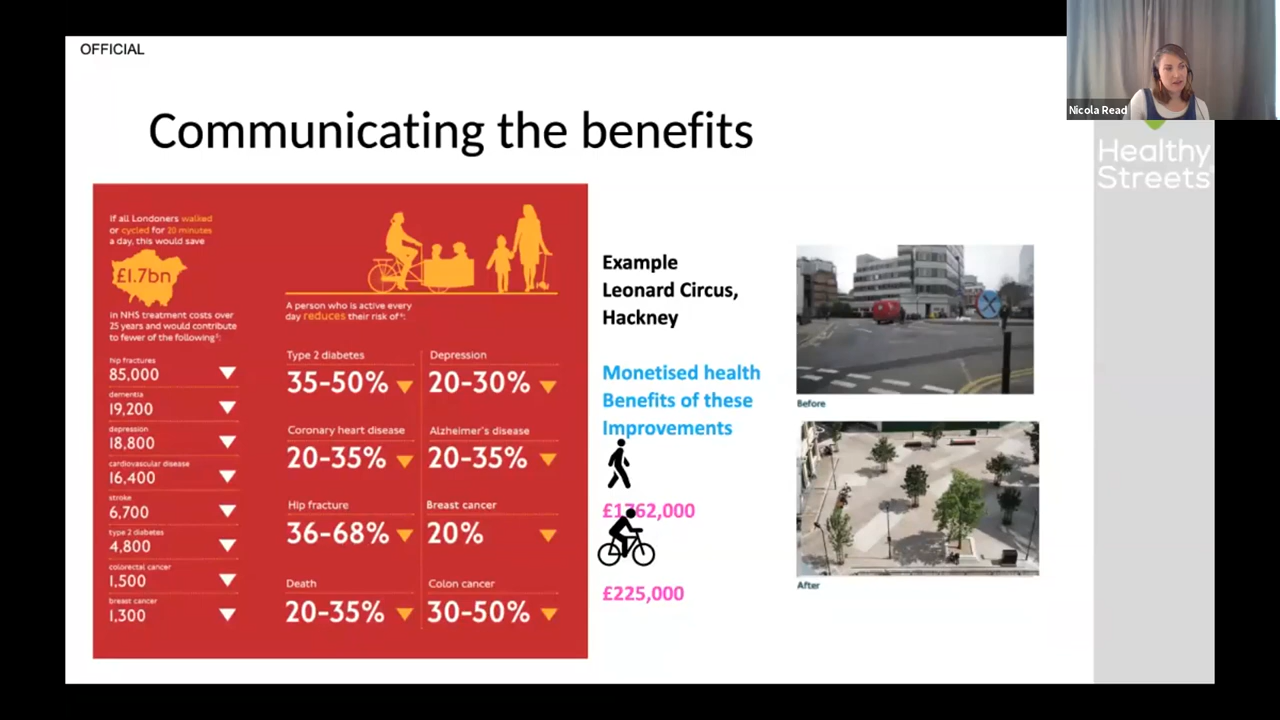 OFFICIAL
Nicola Read
Healthy
Streets
Communicating the benefits
If all Londoners walked
or cycled for 20 minutes
a day, this would save
£1.7bn
in NHS treatment costs over
25 years and would contribute
to fewer of the following⁵:
hip fractures
85,000
dementia
19,200
depression
18,800
cardiovascular disease
16,400
stroke
6,700
type 2 diabetes
4,800
colorectal cancer
1,500
breast cancer
1,300
A person who is active every
day reduces their risk of⁴:
Type 2 diabetes
35-50%
Depression
20-30%
Coronary heart disease
20-35%
Alzheimer's disease
20-35%
Hip fracture
36-68%
Breast cancer
20%
Death
20-35%
Colon cancer
30-50%
Example
Leonard Circus,
Hackney
Monetised health
Benefits of these
Improvements
£1762,000
£225,000
Before
After